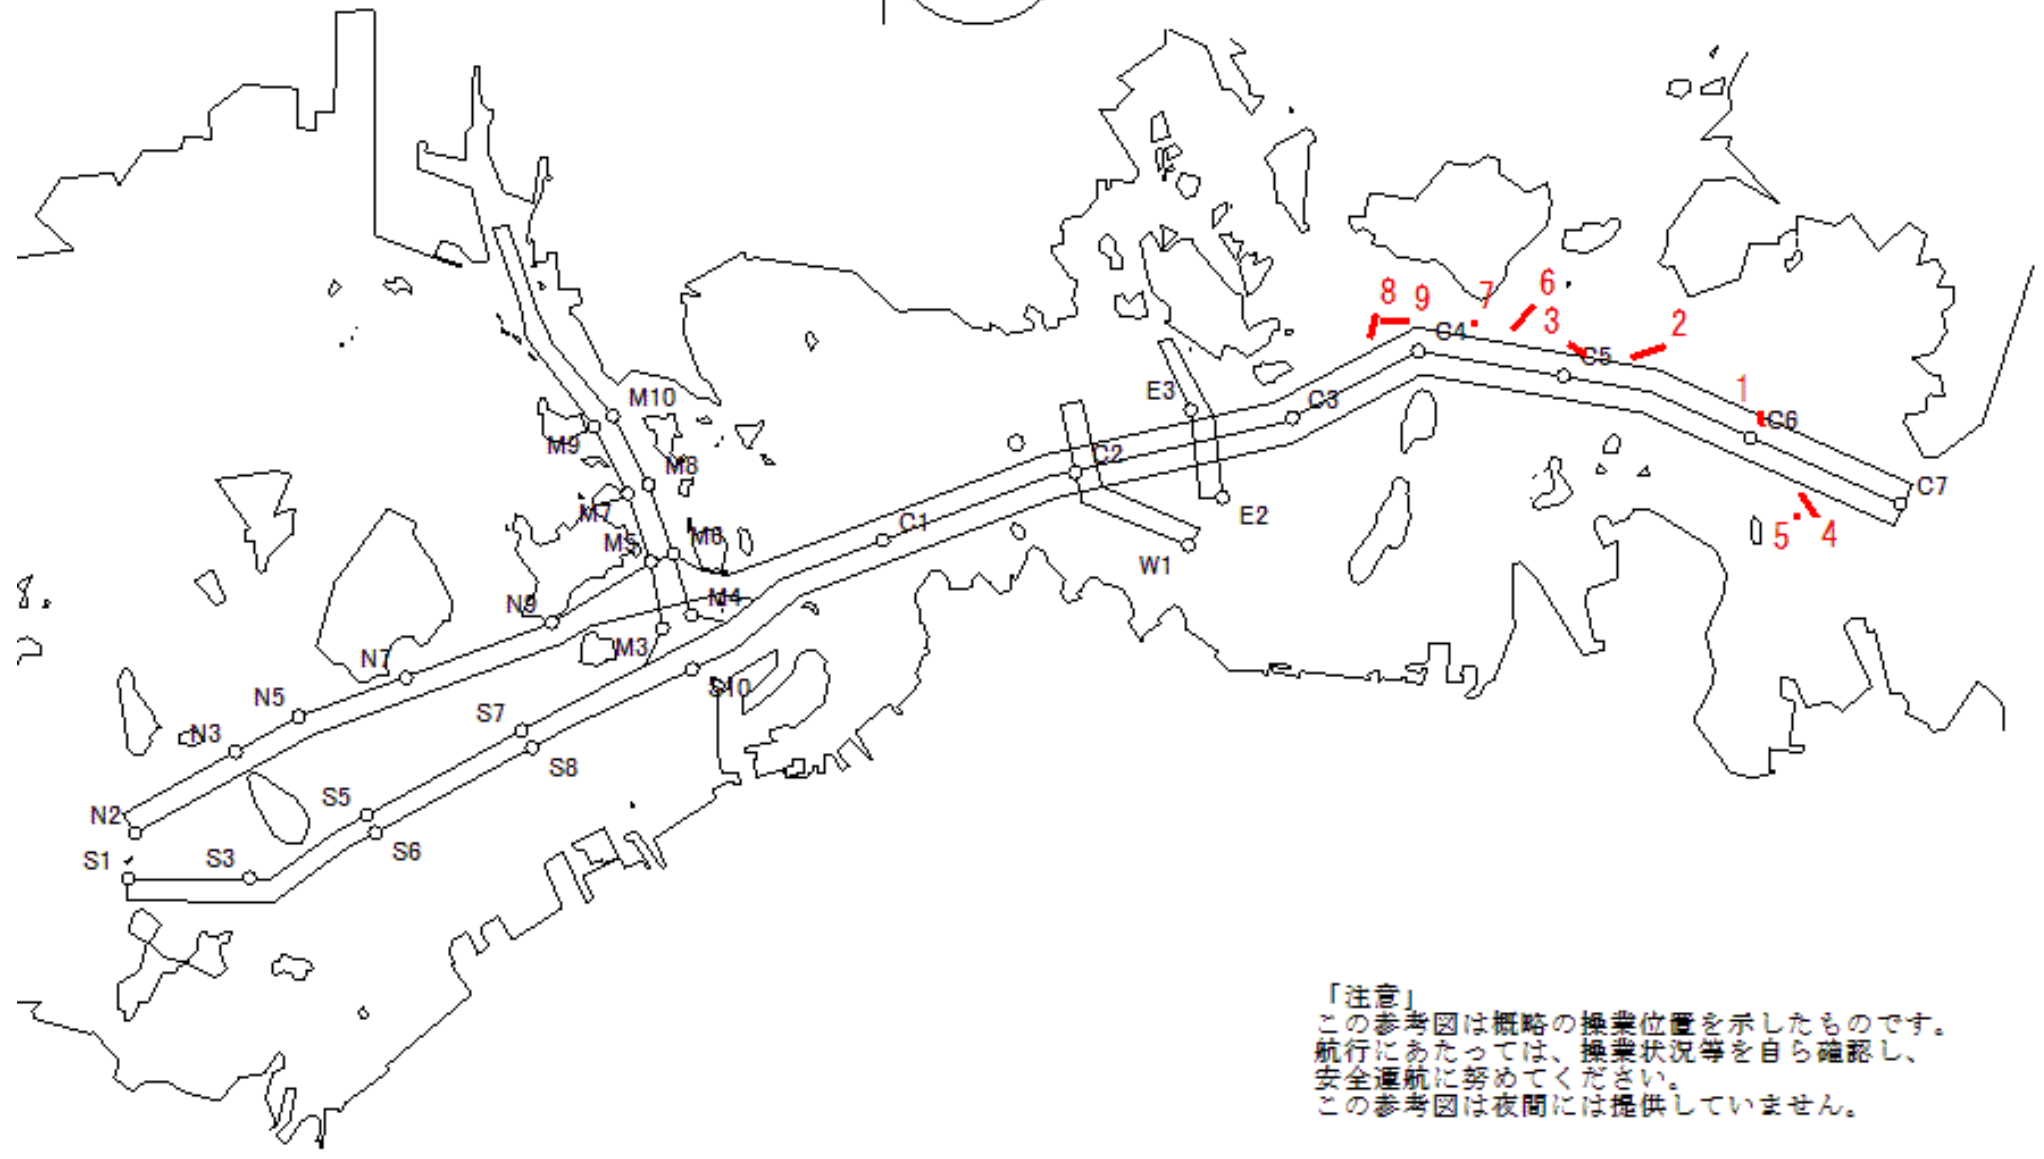 8
9
7
6
3
2
C4
C5
1
E3
C6
M10
C3
M9
C2
M8
C7
M7
E2
C1
5
4
M5
M6
W1
N9
M4
M3
N7
S10
N5
S7
N3
S8
S5
N2
S6
S1
S3
「注意」
この参考図は概略の操業位置を示したものです。
航行にあたっては、操業状況等を自ら確認し、
安全運航に努めてください。
この参考図は夜間には提供していません。